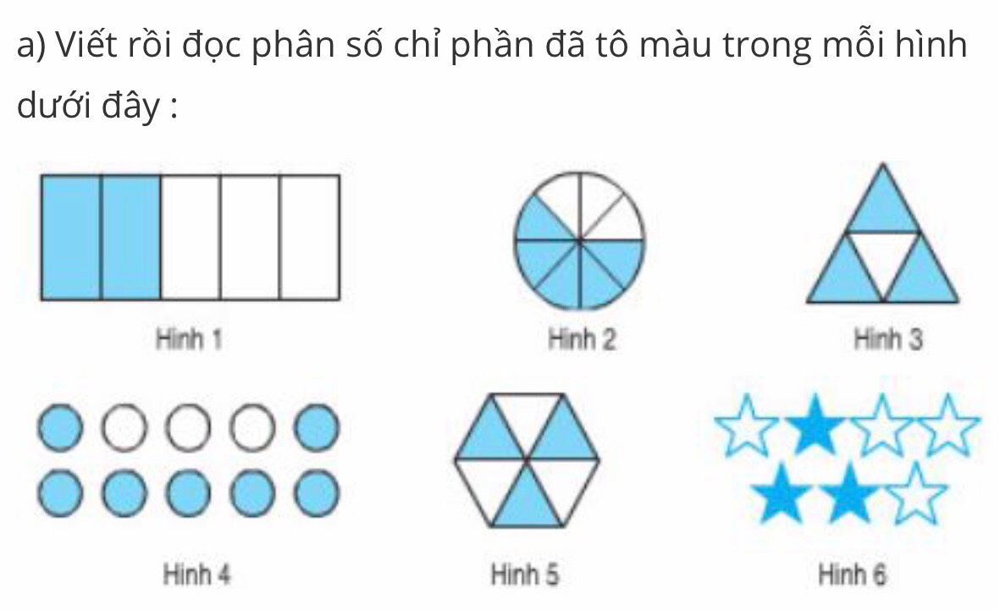 a) Viết rồi đọc phân số chỉ phần đã tô màu trong mỗi hình
dưới đây :
Hình 1
Hình 2
Hình 3
Hình 4
Hình 5
Hình 6